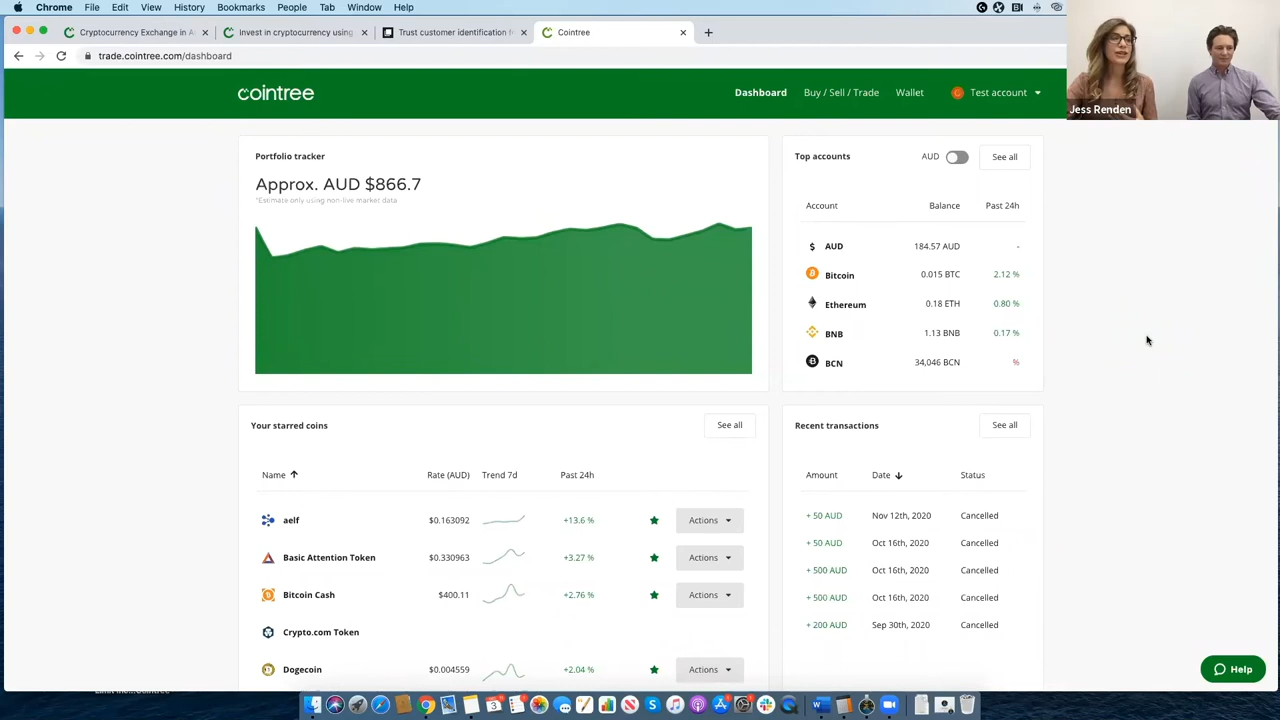 Chrome File Edit View History Bookmarks People Tab Window Help
Cryptocurrency Exchange in A Invest in cryptocurrency using Trust customer identification f Cointree
trade.cointree.com/dashboard
cointree Dashboard Buy / Sell / Trade Wallet Test account
Jess Renden
Portfolio tracker
Approx. AUD $866.7
*Estimate only using non-live market data
Top accounts AUD See all
Account Balance Past 24h
$ AUD 184.57 AUD -
Bitcoin 0.015 BTC 2.12 %
Ethereum 0.18 ETH 0.80 %
BNB 1.13 BNB 0.17 %
BCN 34,046 BCN %
Your starred coins See all
Name Rate (AUD) Trend 7d Past 24h
aelf $0.163092 +13.6 % Actions
Basic Attention Token $0.330963 +3.27 % Actions
Bitcoin Cash $400.11 +2.76 % Actions
Crypto.com Token
Dogecoin $0.004559 +2.04 % Actions
Recent transactions See all
Amount Date Status
+ 50 AUD Nov 12th, 2020 Cancelled
+ 50 AUD Oct 16th, 2020 Cancelled
+ 500 AUD Oct 16th, 2020 Cancelled
+ 500 AUD Oct 16th, 2020 Cancelled
+ 200 AUD Sep 30th, 2020 Cancelled
Help